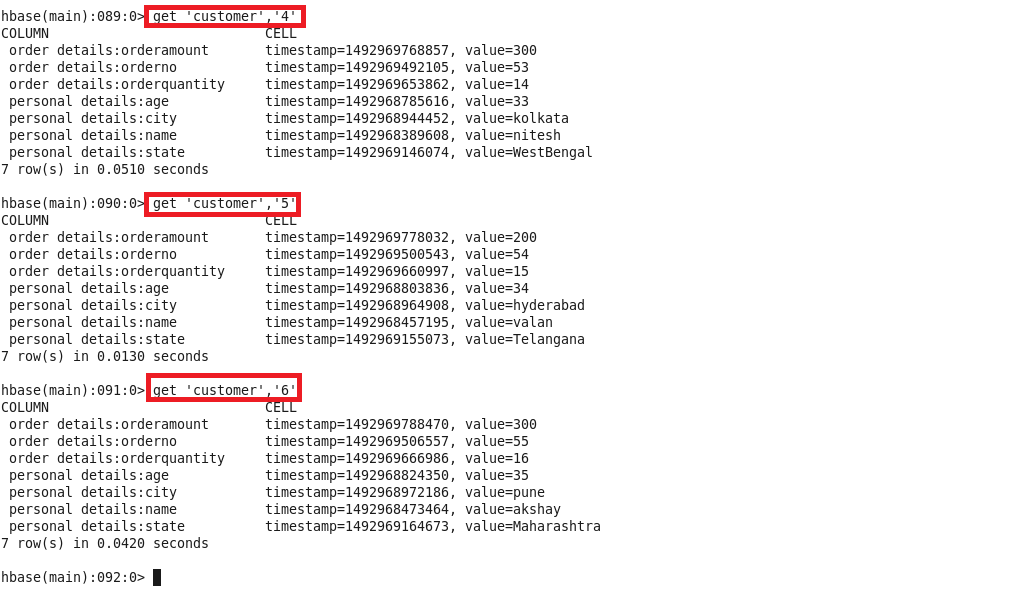 hbase(main):089:0> get 'customer','4'
COLUMN                           CELL
 order details:orderamount       timestamp=1492969768857, value=300
 order details:orderno           timestamp=1492969492105, value=53
 order details:orderquantity     timestamp=1492969653862, value=14
 personal details:age            timestamp=1492968785616, value=33
 personal details:city           timestamp=1492968944452, value=kolkata
 personal details:name           timestamp=1492968389608, value=nitesh
 personal details:state          timestamp=1492969146074, value=WestBengal
7 row(s) in 0.0510 seconds

hbase(main):090:0> get 'customer','5'
COLUMN                           CELL
 order details:orderamount       timestamp=1492969778032, value=200
 order details:orderno           timestamp=1492969500543, value=54
 order details:orderquantity     timestamp=1492969660997, value=15
 personal details:age            timestamp=1492968803836, value=34
 personal details:city           timestamp=1492968964908, value=hyderabad
 personal details:name           timestamp=1492968457195, value=valan
 personal details:state          timestamp=1492969155073, value=Telangana
7 row(s) in 0.0130 seconds

hbase(main):091:0> get 'customer','6'
COLUMN                           CELL
 order details:orderamount       timestamp=1492969788470, value=300
 order details:orderno           timestamp=1492969506557, value=55
 order details:orderquantity     timestamp=1492969666986, value=16
 personal details:age            timestamp=1492968824350, value=35
 personal details:city           timestamp=1492968972186, value=pune
 personal details:name           timestamp=1492968473464, value=akshay
 personal details:state          timestamp=1492969164673, value=Maharashtra
7 row(s) in 0.0420 seconds

hbase(main):092:0>